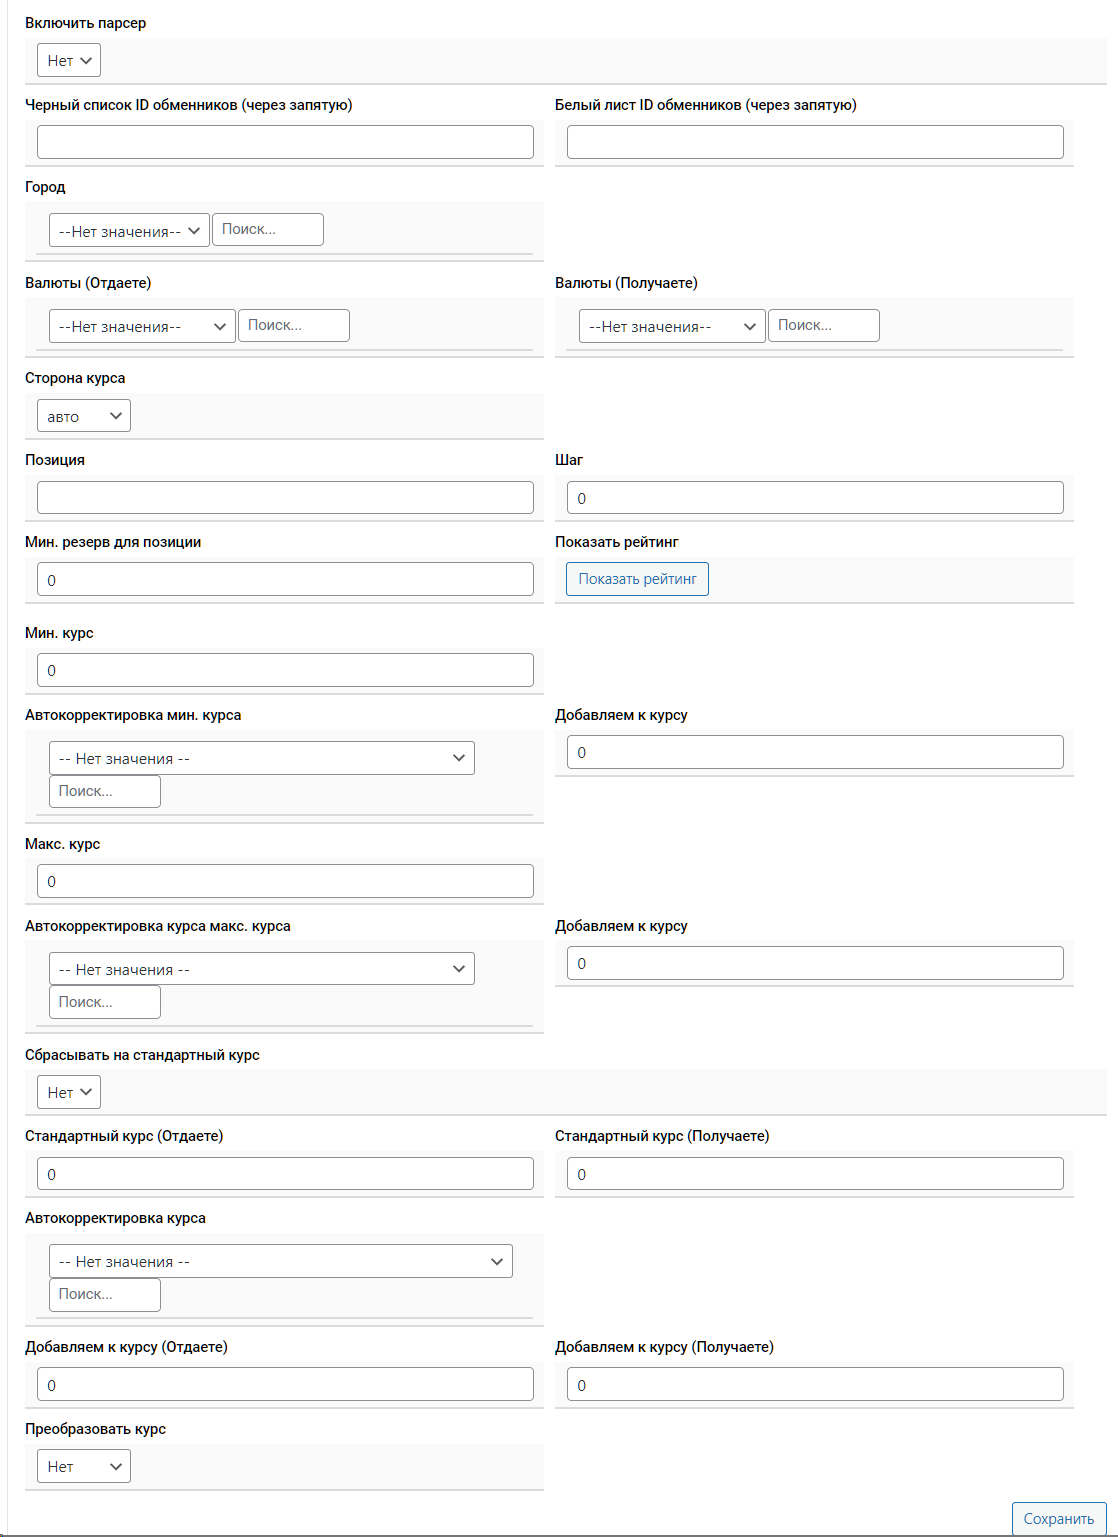 Включить парсер
Нет
Черный список ID обменников (через запятую)
Белый лист ID обменников (через запятую)
Город
--Нет значения--
Поиск...
Валюты (Отдаете)
Валюты (Получаете)
--Нет значения--
Поиск...
--Нет значения--
Поиск...
Сторона курса
авто
Позиция
Шаг
0
Мин. резерв для позиции
Показать рейтинг
0
Показать рейтинг
Мин. курс
0
Автокорректировка мин. курса
Добавляем к курсу
-- Нет значения --
0
Поиск...
Макс. курс
0
Автокорректировка курса макс. курса
Добавляем к курсу
-- Нет значения --
0
Поиск...
Сбрасывать на стандартный курс
Нет
Стандартный курс (Отдаете)
Стандартный курс (Получаете)
0
0
Автокорректировка курса
-- Нет значения --
Поиск...
Добавляем к курсу (Отдаете)
Добавляем к курсу (Получаете)
0
0
Преобразовать курс
Нет
Сохранить